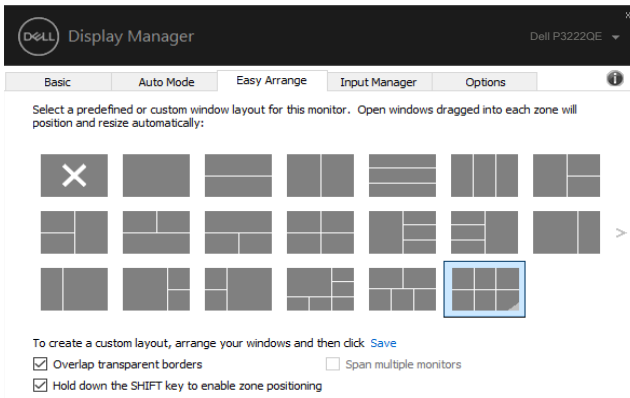 DELL Display Manager
Dell P3222QE
Basic Auto Mode Easy Arrange Input Manager Options
Select a predefined or custom window layout for this monitor. Open windows dragged into each zone will
position and resize automatically:
To create a custom layout, arrange your windows and then click Save
Overlap transparent borders Span multiple monitors
Hold down the SHIFT key to enable zone positioning